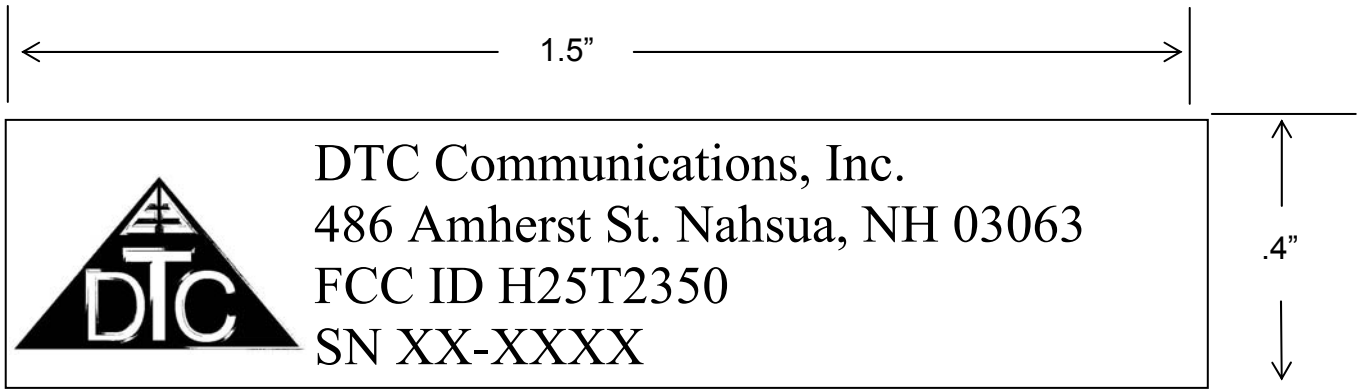 1.5”
DTC Communications, Inc.
486 Amherst St. Nahsua, NH 03063
FCC ID H25T2350
SN XX-XXXX
DTC
.4”